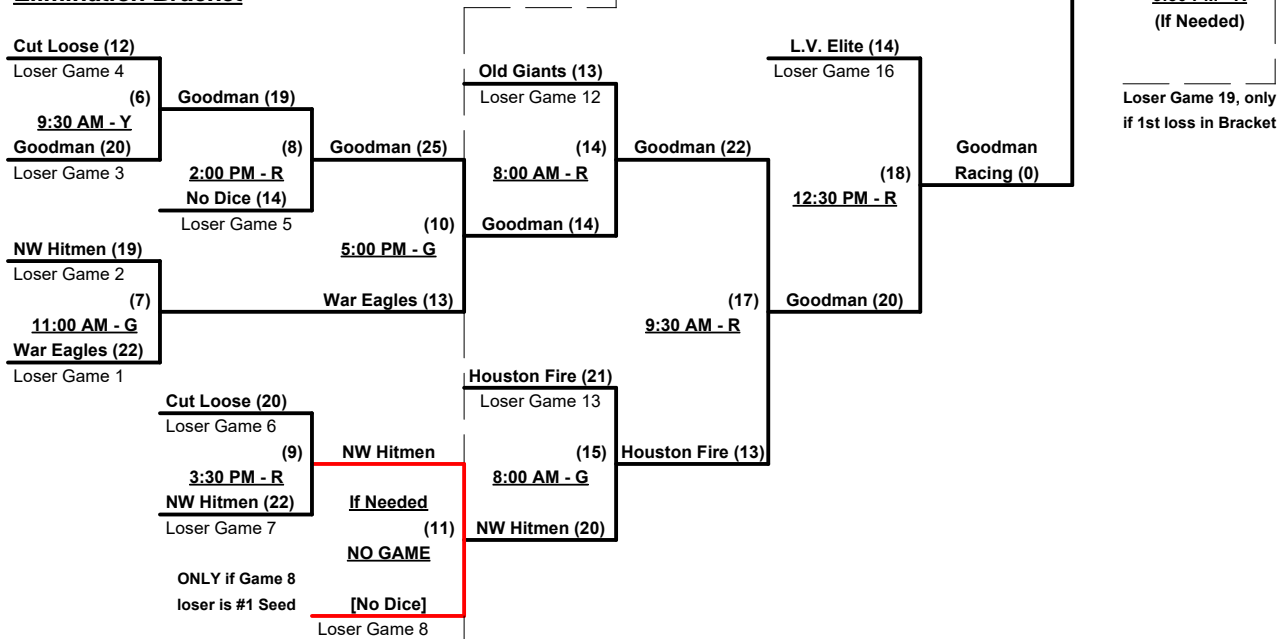 Elimination Bracket
(If Needed)
Cut Loose (12)
Loser Game 4
(6)
9:30 AM - Y
Goodman (20)
Loser Game 3
Goodman (19)
(8)
2:00 PM - R
No Dice (14)
Loser Game 5
NW Hitmen (19)
Loser Game 2
(7)
11:00 AM - G
War Eagles (22)
Loser Game 1
Goodman (25)
(10)
5:00 PM - G
War Eagles (13)
Cut Loose (20)
Loser Game 6
(9)
3:30 PM - R
NW Hitmen (22)
Loser Game 7
NW Hitmen
If Needed
(11)
NO GAME
ONLY if Game 8
loser is #1 Seed
[No Dice]
Loser Game 8
Old Giants (13)
Loser Game 12
(14)
8:00 AM - R
Goodman (14)
Houston Fire (21)
Loser Game 13
(15)
8:00 AM - G
NW Hitmen (20)
Goodman (22)
(17)
9:30 AM - R
Houston Fire (13)
L.V. Elite (14)
Loser Game 16
(18)
12:30 PM - R
Goodman (20)
Goodman
Racing (0)
Loser Game 19, only
if 1st loss in Bracket